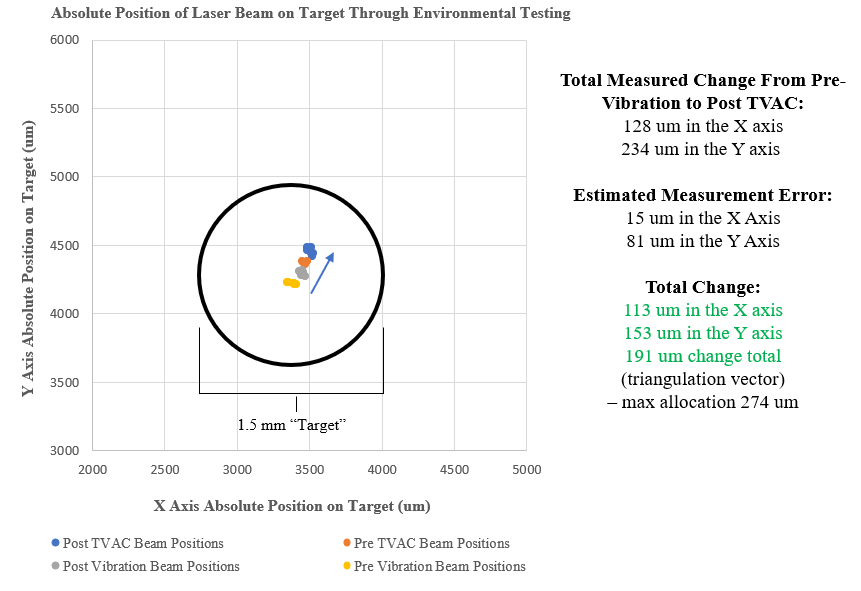 Absolute Position of Laser Beam on Target Through Environmental Testing
6000
5500
5000
4500
4000
3500
3000
Y Axis Absolute Position on Target (um)
1.5 mm “Target”
2000 2500 3000 3500 4000 4500 5000
X Axis Absolute Position on Target (um)
Post TVAC Beam Positions
Pre TVAC Beam Positions
Post Vibration Beam Positions
Pre Vibration Beam Positions
Total Measured Change From Pre-
Vibration to Post TVAC:
128 um in the X axis
234 um in the Y axis
Estimated Measurement Error:
15 um in the X Axis
81 um in the Y Axis
Total Change:
113 um in the X axis
153 um in the Y axis
191 um change total
(triangulation vector)
– max allocation 274 um